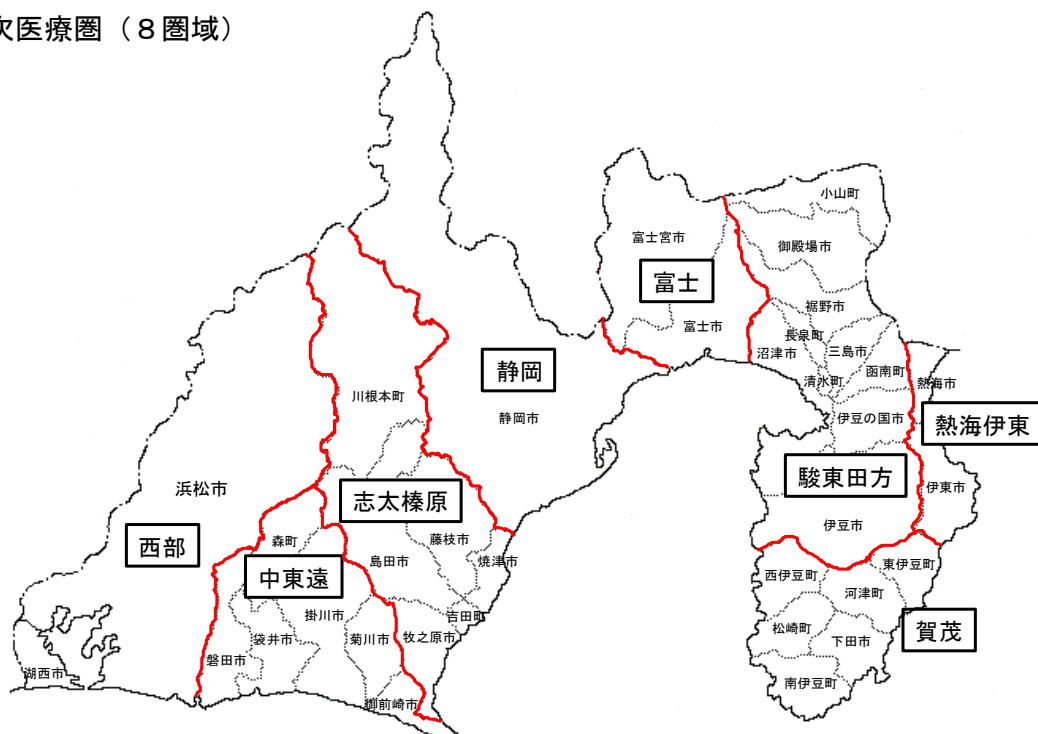 次医療圏（８圏域）
小山町
富士宮市
御殿場市
富士
裾野市
富士市
長泉町
沼津市
三島市
静岡
函南町
清水町
熱海市
川根本町
静岡市
伊豆の国市
熱海伊東
駿東田方
浜松市
志太榛原
伊東市
伊豆市
藤枝市
森町
西部
焼津市
島田市
東伊豆町
中東遠
西伊豆町
河津町
吉田町
掛川市
松崎町
賀茂
袋井市
菊川市
牧之原市
下田市
磐田市
湖西市
南伊豆町
御前崎市